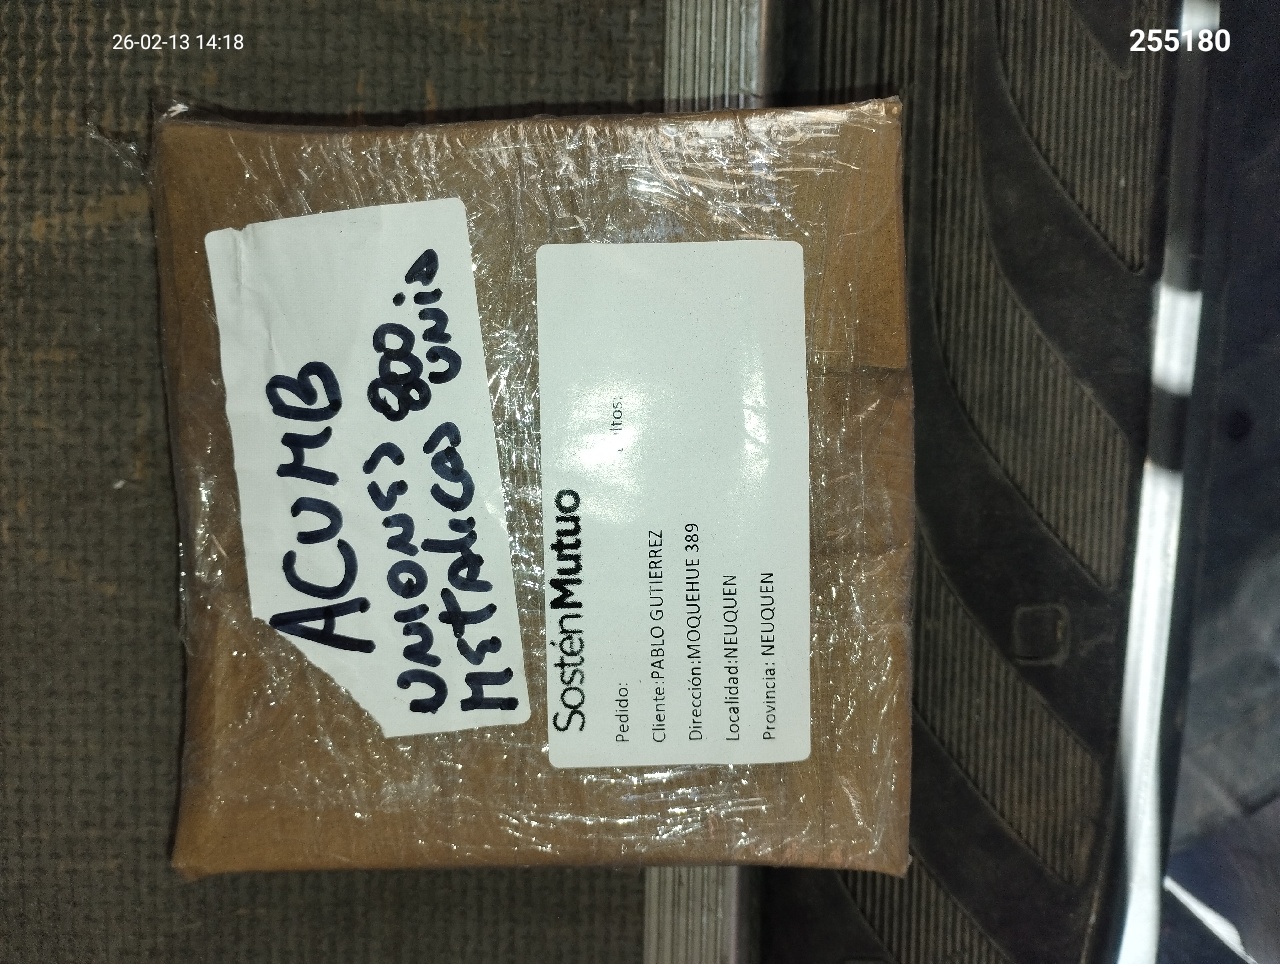 26-02-13 14:18
255180
ACUMB
UNIONES 800
METALICAS UNID
SosténMutuo
Pedido:
Cliente:PABLO GUTIERREZ
Dirección:MOQUEHUE 389
Localidad:NEUQUEN
Provincia: NEUQUEN